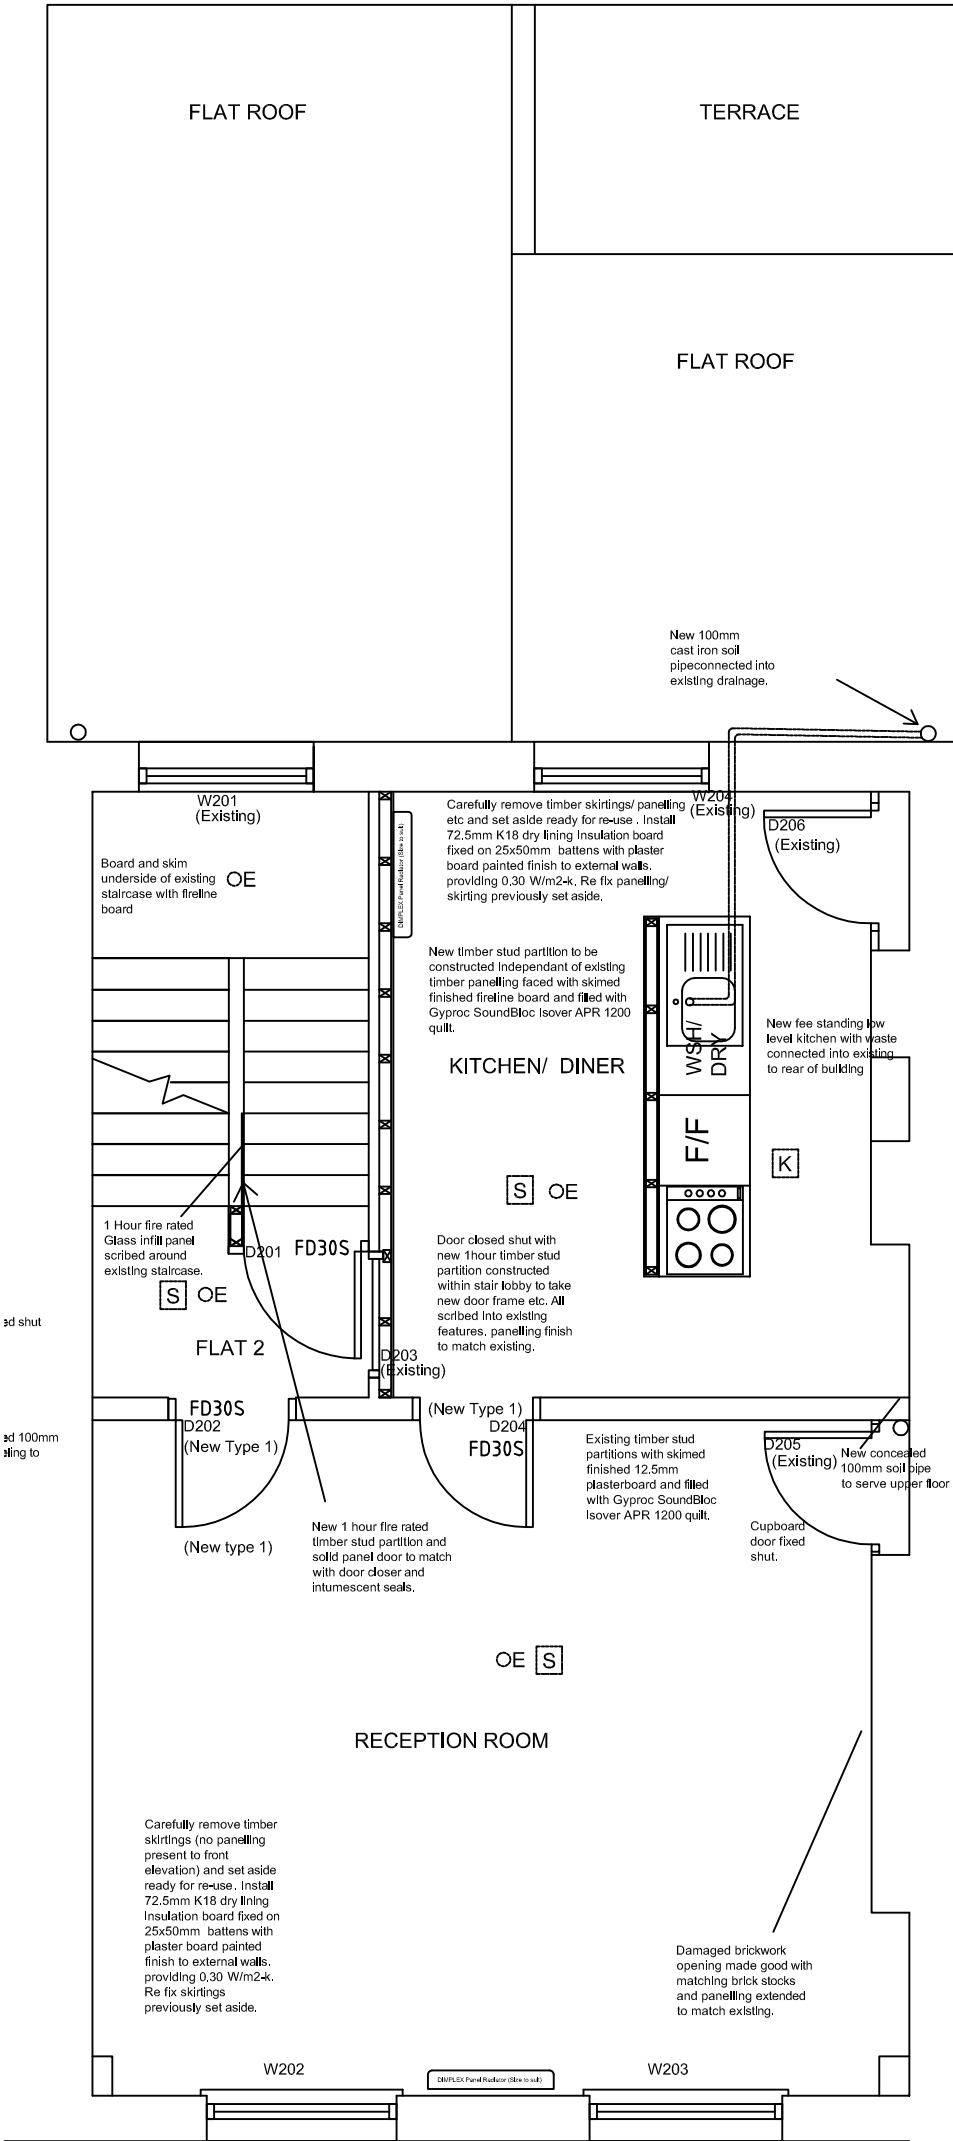 FLAT ROOF
TERRACE
FLAT ROOF
New 100mm
cast iron soil
pipeconnected into
existing drainage.
W201
(Existing)
Board and skim
underside of existing
staircase with fireline
board
OE
DIMPLEX Panel Radiator (Size to suit)
Carefully remove timber skirtings/ panelling
etc and set aside ready for re-use . Install
72.5mm K18 dry lining Insulation board
fixed on 25x50mm battens with plaster
board painted finish to external walls.
providing 0.30 W/m2-k. Re fix panelling/
skirting previously set aside.
W204
(Existing)
D206
(Existing)
New timber stud partition to be
constructed Independant of existing
timber panelling faced with skimed
finished fireline board and filled with
Gyproc SoundBloc Isover APR 1200
quilt.
KITCHEN/ DINER
WSH/
DRY
F/F
New fee standing low
level kitchen with waste
connected into existing
to rear of building
K
S OE
1 Hour fire rated
Glass infill panel
scribed around
existing staircase.
D201
FD30S
S OE
FLAT 2
Door closed shut with
new 1hour timber stud
partition constructed
within stair lobby to take
new door frame etc. All
scribed into existing
features. panelling finish
to match existing.
ed shut
D203
(Existing)
FD30S
D202
(New Type 1)
(New type 1)
(New Type 1)
D204
FD30S
ed 100mm
eling to
Existing timber stud
partitions with skimed
finished 12.5mm
plasterboard and filled
with Gyproc SoundBloc
Isover APR 1200 quilt.
D205
(Existing)
New concealed
100mm soil pipe
to serve upper floor
Cupboard
door fixed
shut.
New 1 hour fire rated
timber stud partition and
solid panel door to match
with door closer and
intumescent seals.
OE S
RECEPTION ROOM
Carefully remove timber
skirtings (no panelling
present to front
elevation) and set aside
ready for re-use . Install
72.5mm K18 dry lining
Insulation board fixed on
25x50mm battens with
plaster board painted
finish to external walls.
providing 0.30 W/m2-k.
Re fix skirtings
previously set aside.
Damaged brickwork
opening made good with
matching brick stocks
and panelling extended
to match existing.
W202
DIMPLEX Panel Radiator (Size to suit)
W203